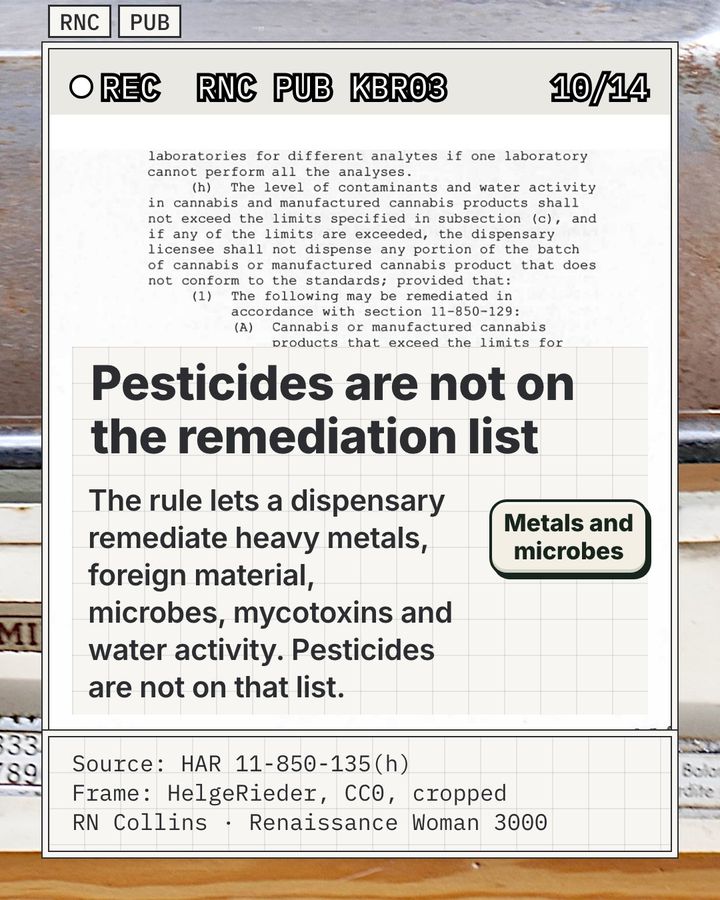 RNC PUB
REC RNC PUB KBR03 10/14
laboratories for different analytes if one laboratory
cannot perform all the analyses.
(h) The level of contaminants and water activity
in cannabis and manufactured cannabis products shall
not exceed the limits specified in subsection (c), and
if any of the limits are exceeded, the dispensary
licensee shall not dispense any portion of the batch
of cannabis or manufactured cannabis product that does
not conform to the standards; provided that:
(1) The following may be remediated in
accordance with section 11-850-129:
(A) Cannabis or manufactured cannabis
products that exceed the limits for
Pesticides are not on
the remediation list
The rule lets a dispensary
remediate heavy metals,
foreign material,
microbes, mycotoxins and
water activity. Pesticides
are not on that list.
Metals and
microbes
Source: HAR 11-850-135(h)
Frame: HelgeRieder, CC0, cropped
RN Collins · Renaissance Woman 3000